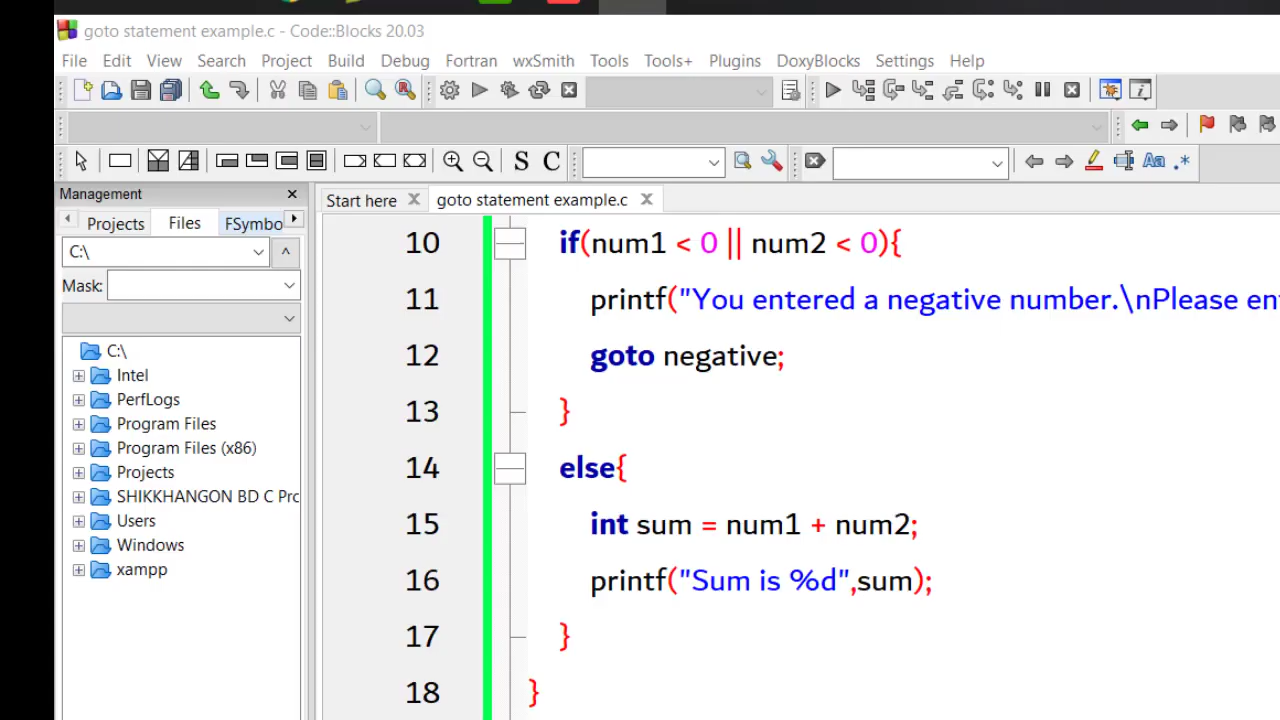 goto statement example.c - Code::Blocks 20.03
File Edit View Search Project Build Debug Fortran wxSmith Tools Tools+ Plugins DoxyBlocks Settings Help
S C
Aa .*
Management
Projects Files FSymbo
C:\
Mask:
C:\
Intel
PerfLogs
Program Files
Program Files (x86)
Projects
SHIKKHANGON BD C Pro
Users
Windows
xampp
Start here goto statement example.c
10 if(num1 < 0 || num2 < 0){
11 printf("You entered a negative number.\nPlease en
12 goto negative;
13 }
14 else{
15 int sum = num1 + num2;
16 printf("Sum is %d",sum);
17 }
18 }